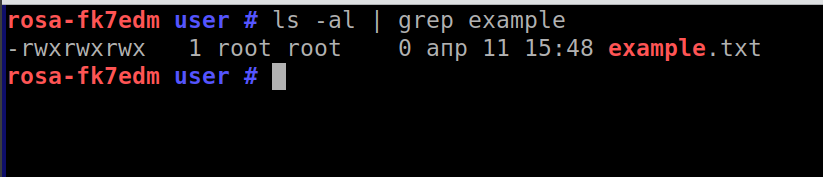 rosa-fk7edm user # ls -al | grep example
-rwxrwxrwx   1 root root    0 апр 11 15:48 example.txt
rosa-fk7edm user #